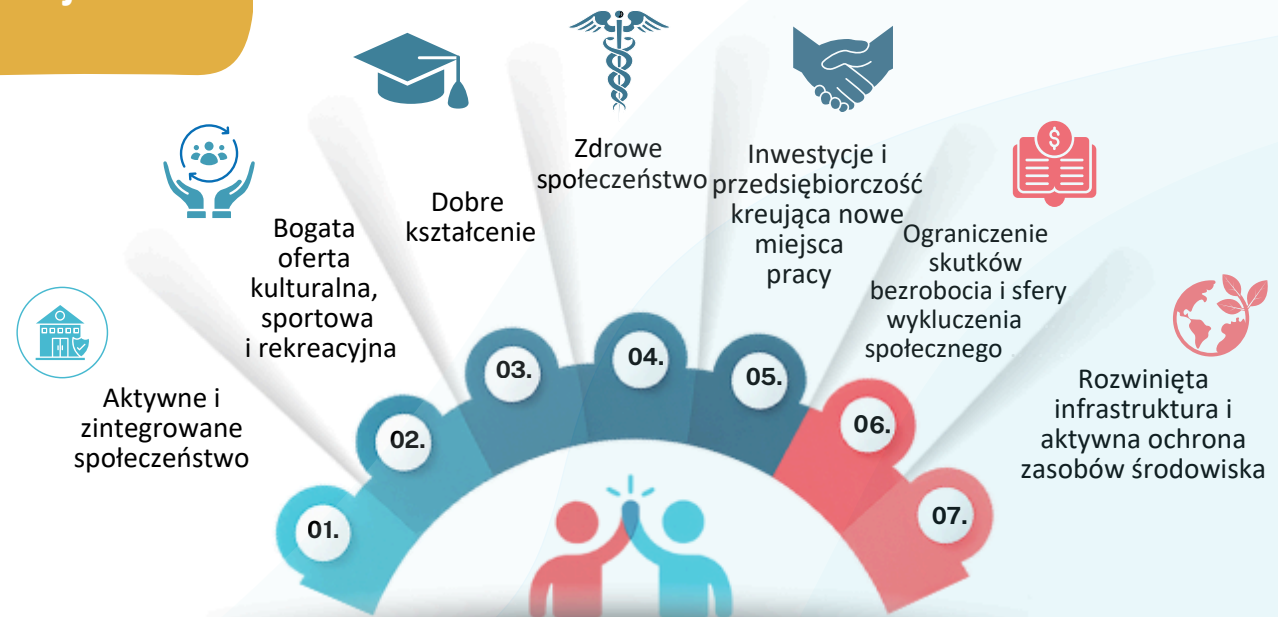 Aktywne i
zintegrowane
społeczeństwo
01.
Bogata
oferta
kulturalna,
sportowa
i rekreacyjna
02.
Dobre
kształcenie
03.
Zdrowe
społeczeństwo
04.
Inwestycje i
przedsiębiorczość
kreująca nowe
miejsca
pracy
05.
Ograniczenie
skutków
bezrobocia i sfery
wykluczenia
społecznego
06.
Rozwinięta
infrastruktura i
aktywna ochrona
zasobów środowiska
07.
$